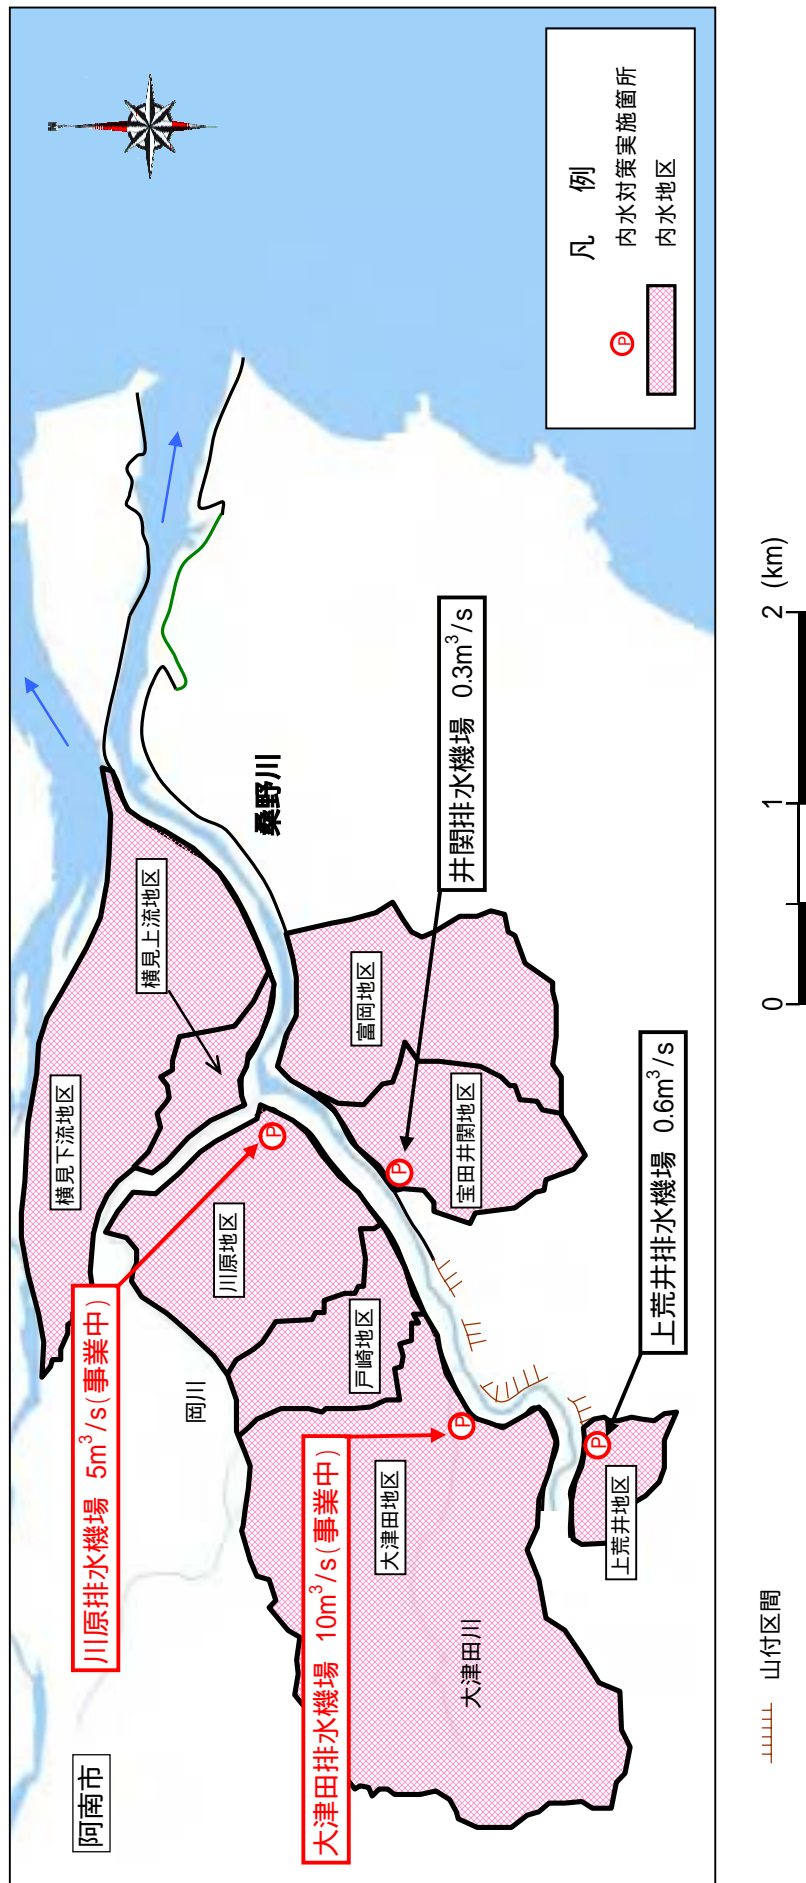 阿南市
川原排水機場 5m³/s(事業中)
大津田排水機場 10m³/s(事業中)
岡川
大津田地区
大津田川
上荒井地区
戸崎地区
川原地区
横見下流地区
横見上流地区
宝田井関地区
富岡地区
上荒井排水機場 0.6m³/s
井関排水機場 0.3m³/s
桑野川
P
P
P
P
N
凡 例
P 内水対策実施箇所
内水地区
山付区間
0 1 2 (km)